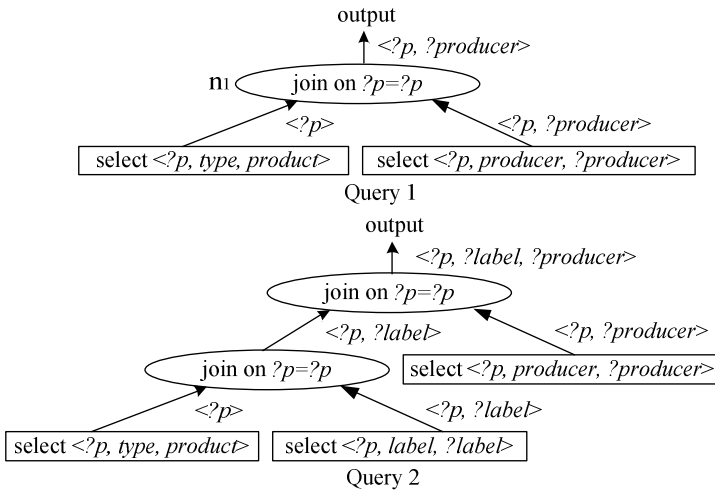 output
<?p, ?producer>
n1
join on ?p=?p
<?p>
<?p, ?producer>
select <?p, type, product>
select <?p, producer, ?producer>
Query 1
output
<?p, ?label, ?producer>
join on ?p=?p
<?p, ?label>
<?p, ?producer>
join on ?p=?p
select <?p, producer, ?producer>
<?p>
<?p, ?label>
select <?p, type, product>
select <?p, label, ?label>
Query 2